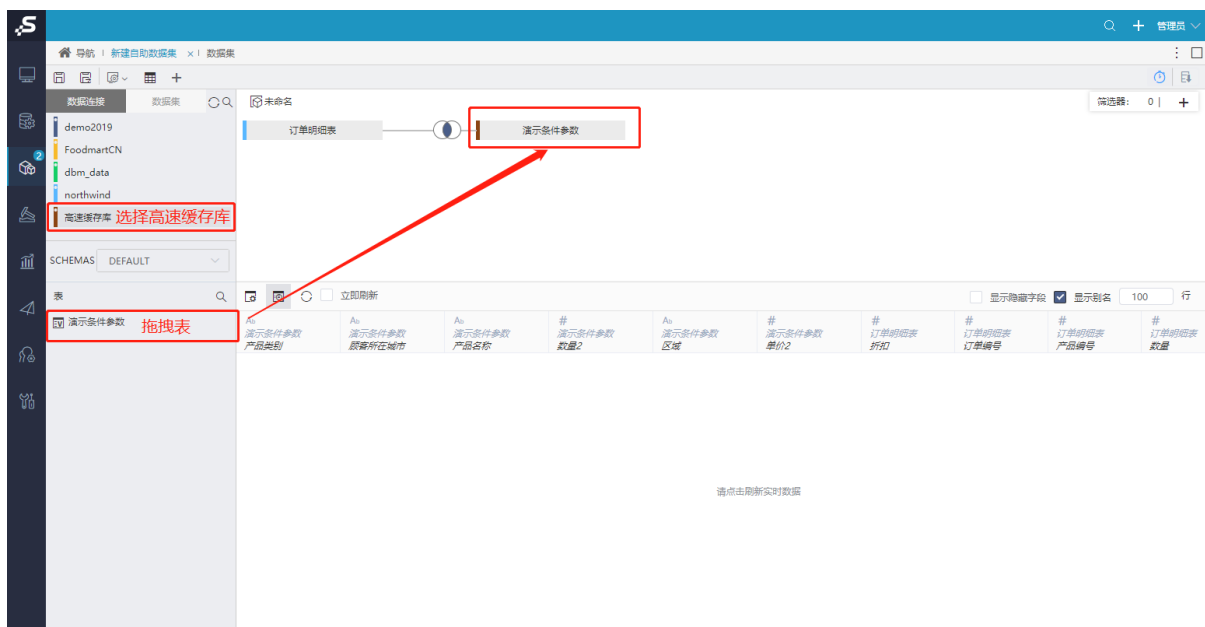 S
管理员
导航 新建自助数据集 × 数据集
数据连接 数据集
未命名
筛选器: 0 | +
demo2019
订单明细表
演示条件参数
FoodmartCN
2
dbm_data
northwind
高速缓存库 选择高速缓存库
SCHEMAS DEFAULT
表
立即刷新
显示隐藏字段 显示别名 100 行
演示条件参数 拖拽表
Ab Ab Ab # Ab # # # # #
演示条件参数 演示条件参数 演示条件参数 演示条件参数 演示条件参数 演示条件参数 订单明细表 订单明细表 订单明细表 订单明细表
产品类别 顾客所在城市 产品名称 数量2 区域 单价2 折扣 订单编号 产品编号 数量
请点击刷新实时数据